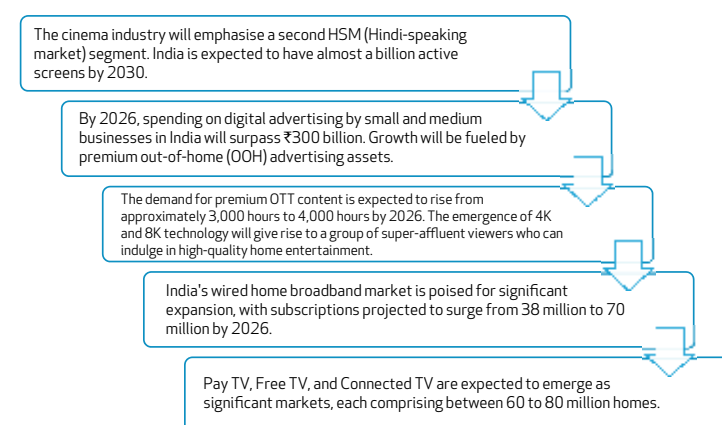 The cinema industry will emphasise a second HSM (Hindi-speaking
market) segment. India is expected to have almost a billion active
screens by 2030.
By 2026, spending on digital advertising by small and medium
businesses in India will surpass ₹300 billion. Growth will be fueled by
premium out-of-home (OOH) advertising assets.
The demand for premium OTT content is expected to rise from
approximately 3,000 hours to 4,000 hours by 2026. The emergence of 4K
and 8K technology will give rise to a group of super-affluent viewers who can
indulge in high-quality home entertainment.
India's wired home broadband market is poised for significant
expansion, with subscriptions projected to surge from 38 million to 70
million by 2026.
Pay TV, Free TV, and Connected TV are expected to emerge as
significant markets, each comprising between 60 to 80 million homes.